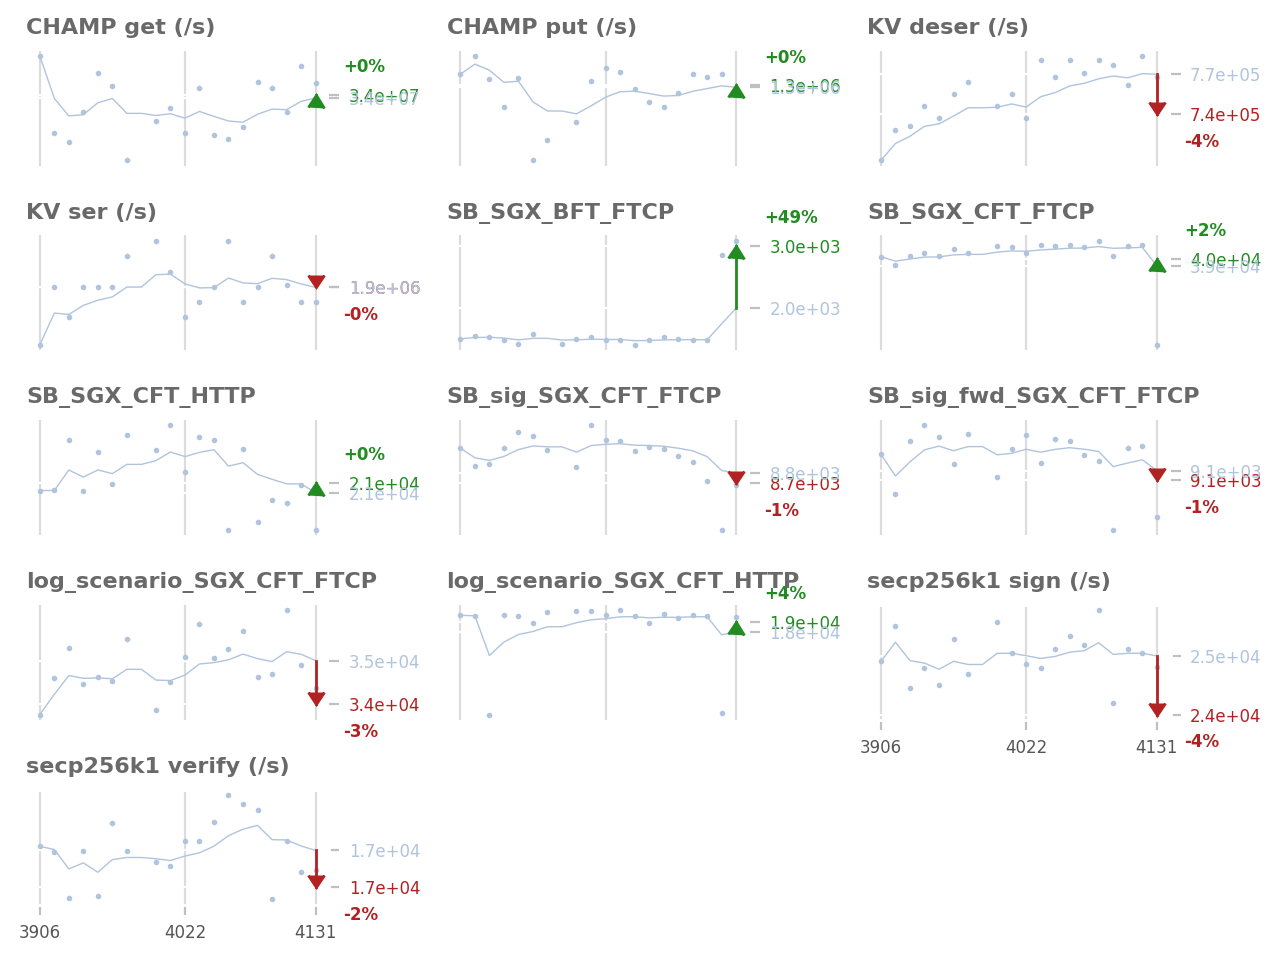 CHAMP get (/s)
+0%
3.4e+07
3.4e+07
CHAMP put (/s)
+0%
1.3e+06
KV deser (/s)
7.7e+05
7.4e+05
-4%
KV ser (/s)
1.9e+06
-0%
SB_SGX_BFT_FTCP
+49%
3.0e+03
2.0e+03
SB_SGX_CFT_FTCP
+2%
4.0e+04
3.9e+04
SB_SGX_CFT_HTTP
+0%
2.1e+04
2.1e+04
SB_sig_SGX_CFT_FTCP
8.8e+03
8.7e+03
-1%
SB_sig_fwd_SGX_CFT_FTCP
9.1e+03
9.1e+03
-1%
log_scenario_SGX_CFT_FTCP
3.5e+04
3.4e+04
-3%
log_scenario_SGX_CFT_HTTP
+4%
1.9e+04
1.8e+04
secp256k1 sign (/s)
2.5e+04
2.4e+04
-4%
3906
4022
4131
secp256k1 verify (/s)
1.7e+04
1.7e+04
-2%
3906
4022
4131